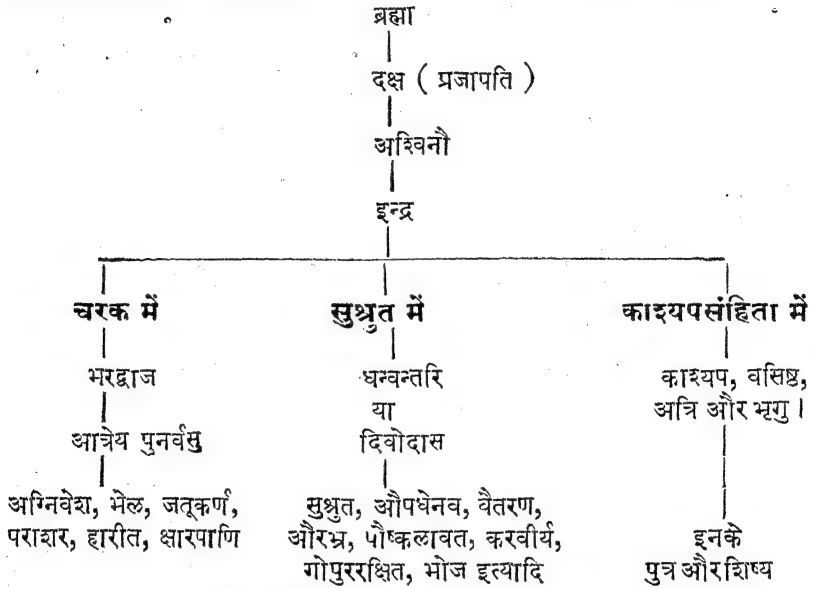 ब्रह्मा
दक्ष ( प्रजापति )
अश्विनौ
इन्द्र
चरक में
भरद्वाज
आत्रेय पुनर्वसु
अग्निवेश, भेल, जतूकर्ण,
पराशर, हारीत, क्षारपाणि
सुश्रुत में
धन्वन्तरि
या
दिवोदास
सुश्रुत, औपधेनव, वैतरण,
औरभ्र, पौष्कलावत, करवीर्य,
गोपुररक्षित, भोज इत्यादि
काश्यपसंहिता में
काश्यप, वसिष्ठ,
अत्रि और भृगु ।
इनके
पुत्र और शिष्य